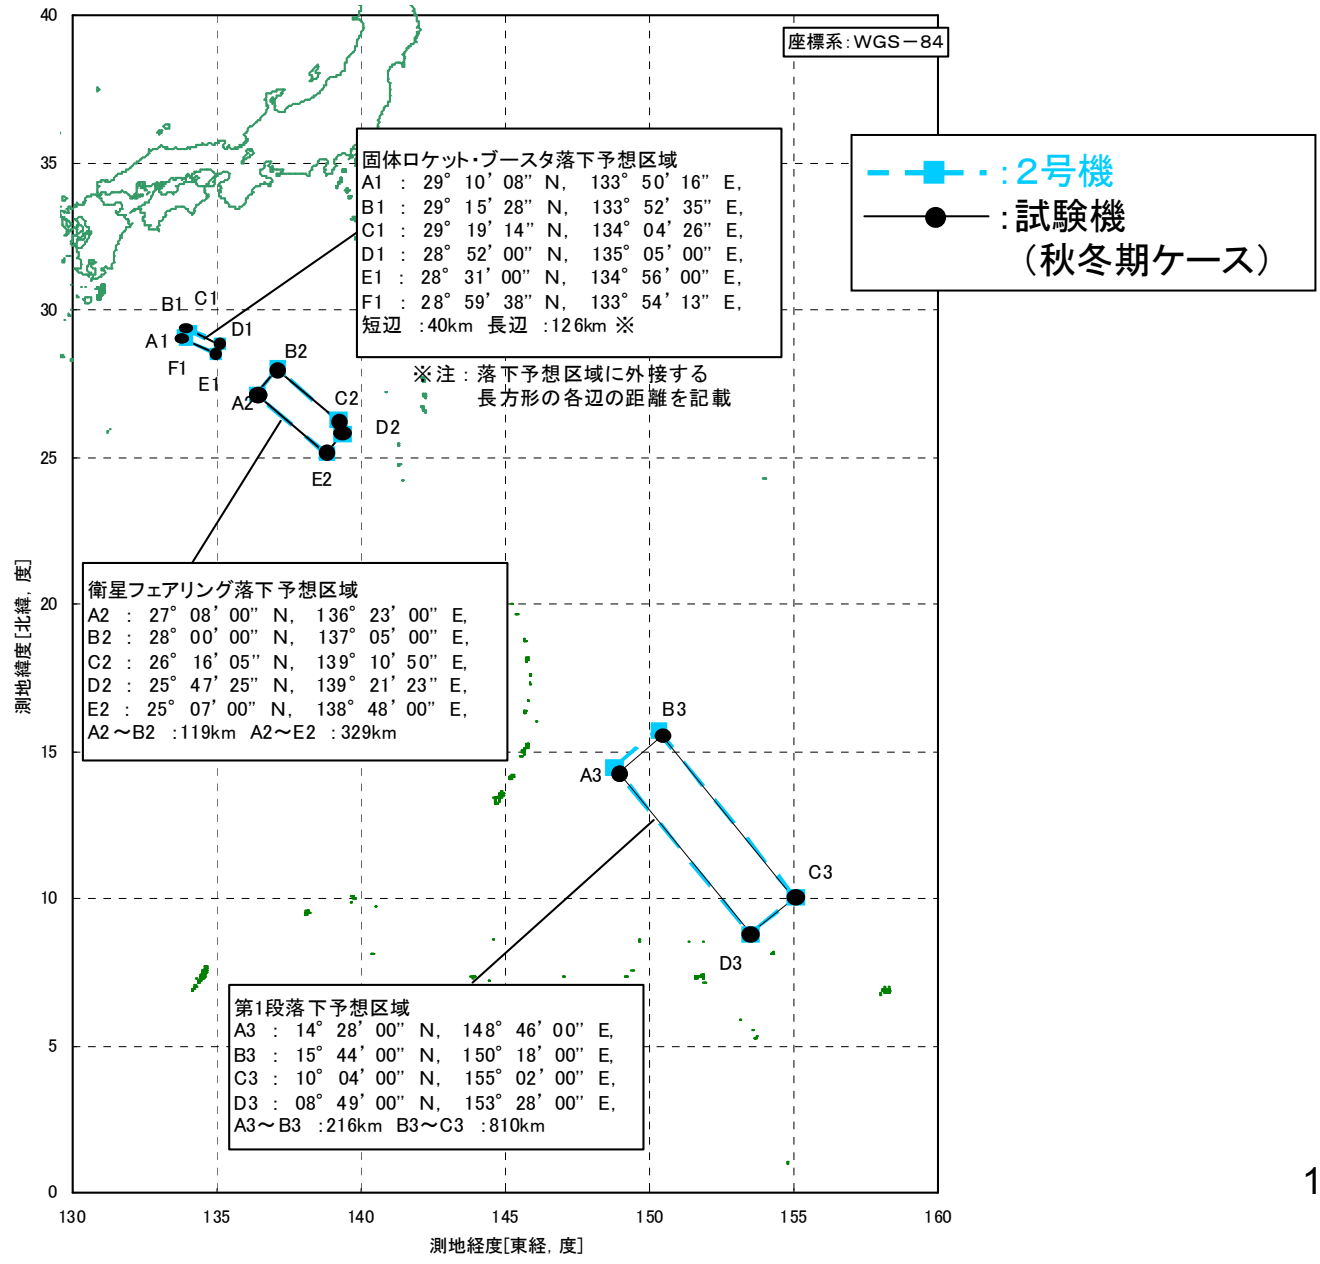 40
座標系：WGS－84
35
固体ロケット・ブースタ落下予想区域
A1 : 29° 10’ 08” N, 133° 50’ 16” E,
B1 : 29° 15’ 28” N, 133° 52’ 35” E,
C1 : 29° 19’ 14” N, 134° 04’ 26” E,
D1 : 28° 52’ 00” N, 135° 05’ 00” E,
E1 : 28° 31’ 00” N, 134° 56’ 00” E,
F1 : 28° 59’ 38” N, 133° 54’ 13” E,
短辺 :40km 長辺 :126km ※
:２号機
:試験機
（秋冬期ケース）
30
B1
C1
A1
D1
F1
E1
※注：落下予想区域に外接する
長方形の各辺の距離を記載
B2
A2
C2
D2
25
E2
測地緯度[北緯, 度]
衛星フェアリング落下予想区域
A2 : 27° 08’ 00” N, 136° 23’ 00” E,
B2 : 28° 00’ 00” N, 137° 05’ 00” E,
C2 : 26° 16’ 05” N, 139° 10’ 50” E,
D2 : 25° 47’ 25” N, 139° 21’ 23” E,
E2 : 25° 07’ 00” N, 138° 48’ 00” E,
A2～B2 :119km A2～E2 :329km
20
15
B3
A3
C3
10
D3
第1段落下予想区域
A3 : 14° 28’ 00” N, 148° 46’ 00” E,
B3 : 15° 44’ 00” N, 150° 18’ 00” E,
C3 : 10° 04’ 00” N, 155° 02’ 00” E,
D3 : 08° 49’ 00” N, 153° 28’ 00” E,
A3～B3 :216km B3～C3 :810km
5
0
130 135 140 145 150 155 160
測地経度[東経, 度]
1